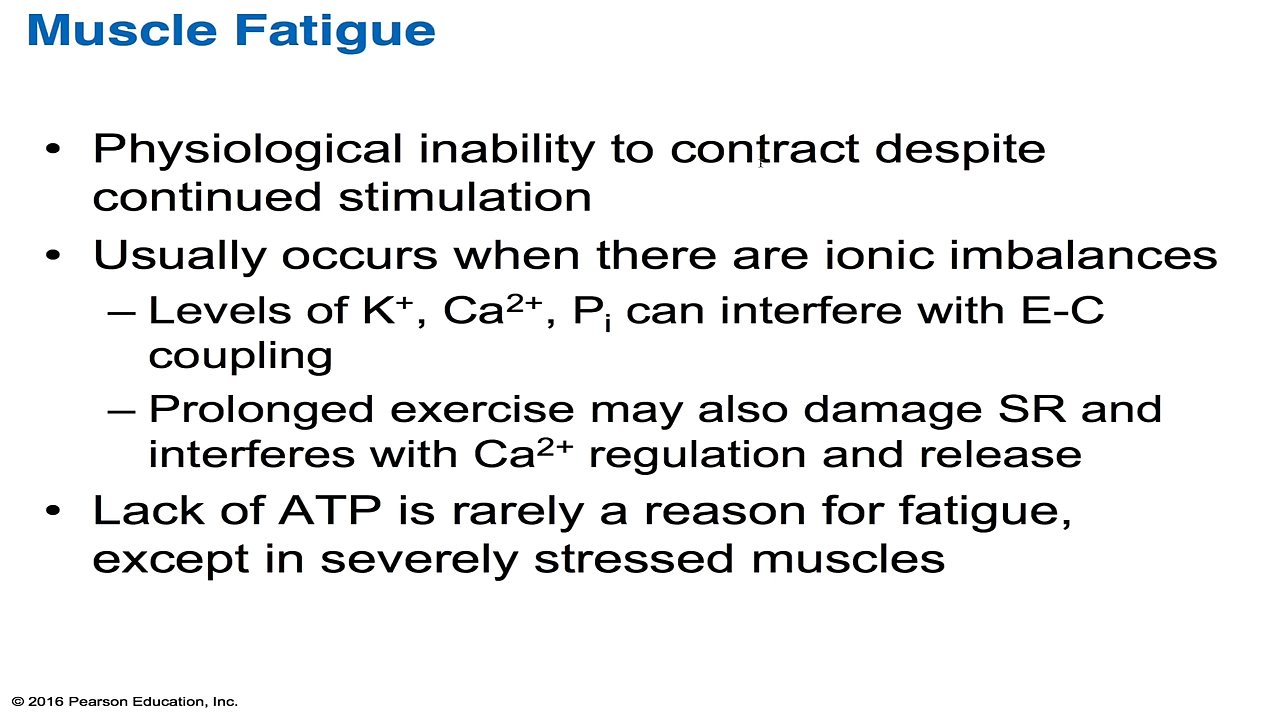 Muscle Fatigue
• Physiological inability to contract despite
continued stimulation
• Usually occurs when there are ionic imbalances
– Levels of K⁺, Ca²⁺, Pᵢ can interfere with E-C
coupling
– Prolonged exercise may also damage SR and
interferes with Ca²⁺ regulation and release
• Lack of ATP is rarely a reason for fatigue,
except in severely stressed muscles
© 2016 Pearson Education, Inc.